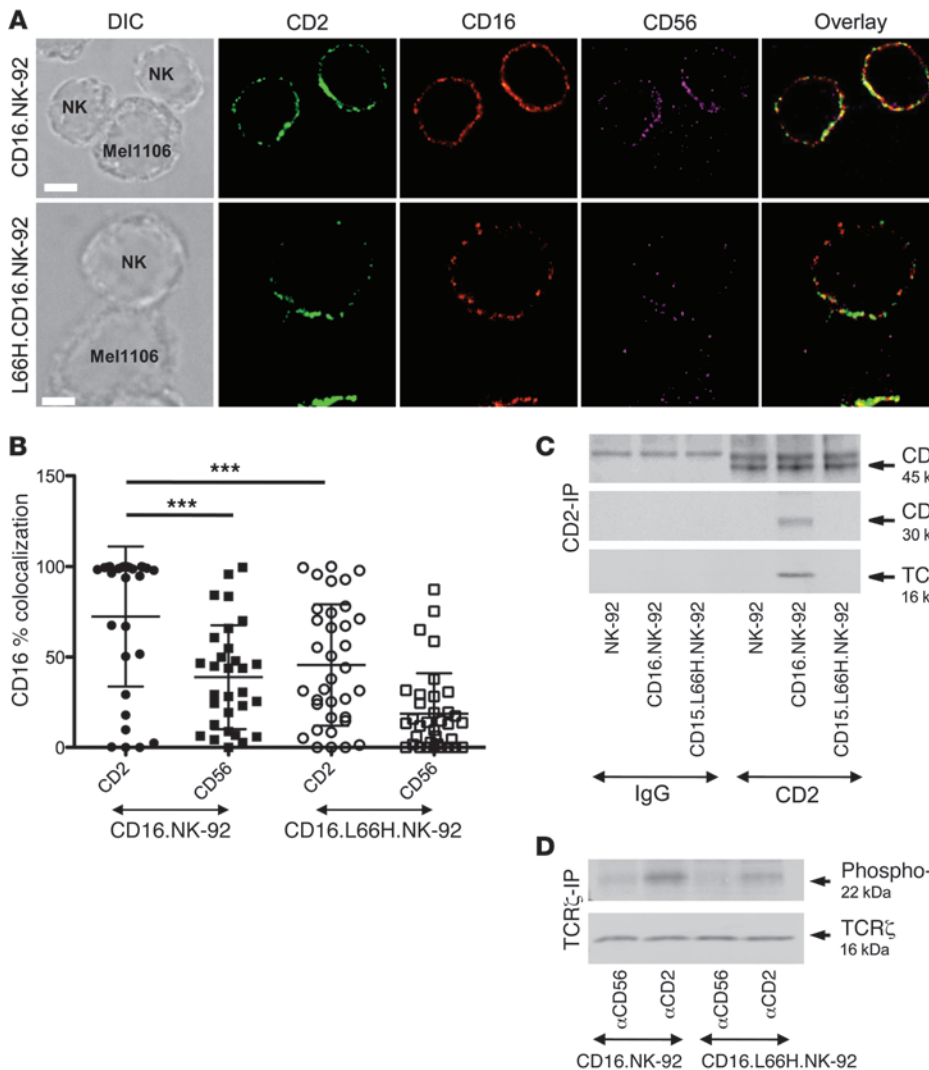 A
DIC
CD2
CD16
CD56
Overlay
CD16.NK-92
NK
NK
Mel1106
L66H.CD16.NK-92
NK
Mel1106
B
CD16 % colocalization
150
100
50
0
***
***
CD2
CD56
CD2
CD56
CD16.NK-92
CD16.L66H.NK-92
C
CD2-IP
CD
45 k
CD
30 k
TC
16 k
NK-92
CD16.NK-92
CD15.L66H.NK-92
NK-92
CD16.NK-92
CD15.L66H.NK-92
IgG
CD2
D
TCRζ-IP
Phospho-
22 kDa
TCRζ
16 kDa
αCD56
αCD2
αCD56
αCD2
CD16.NK-92
CD16.L66H.NK-92